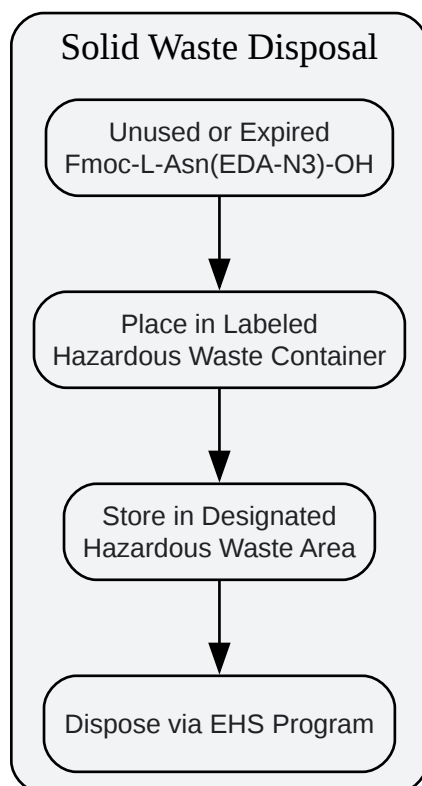 Solid Waste Disposal
Unused or Expired
Fmoc-L-Asn(EDA-N3)-OH
Place in Labeled
Hazardous Waste Container
Store in Designated
Hazardous Waste Area
Dispose via EHS Program